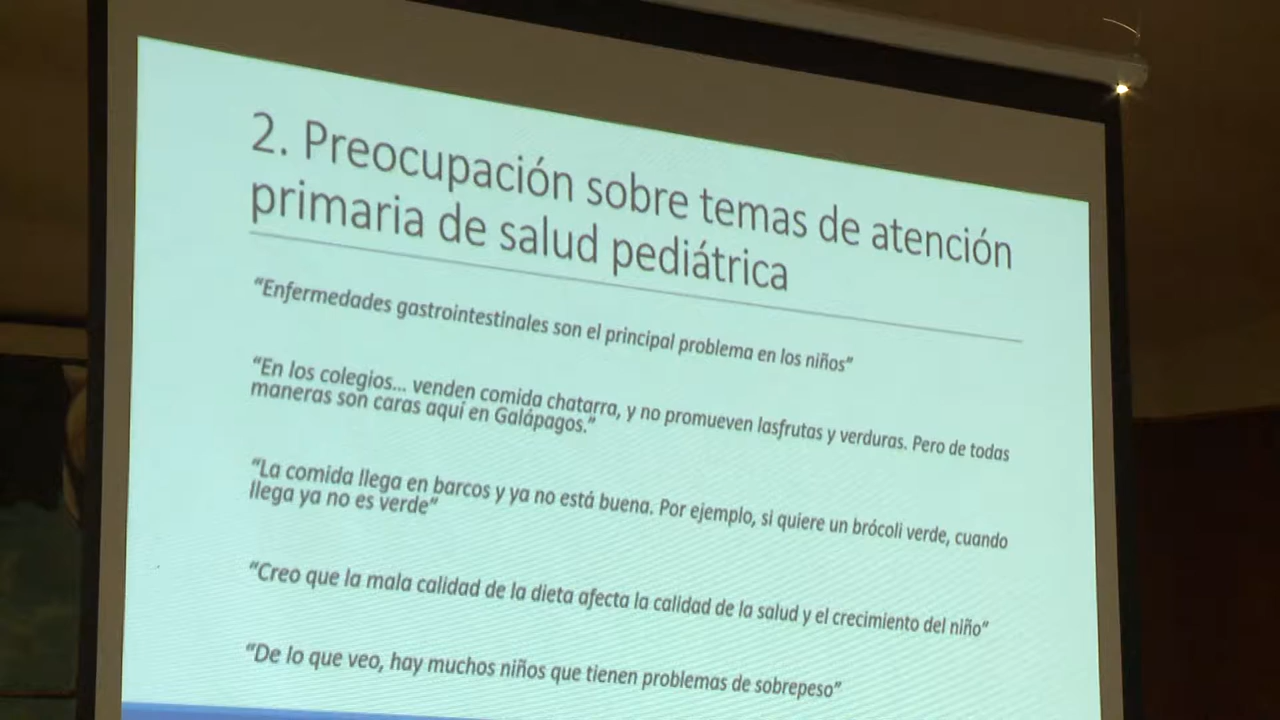 2. Preocupación sobre temas de atención
primaria de salud pediátrica
“Enfermedades gastrointestinales son el principal problema en los niños”
“En los colegios... venden comida chatarra, y no promueven lasfrutas y verduras. Pero de todas
maneras son caras aquí en Galápagos.”
“La comida llega en barcos y ya no está buena. Por ejemplo, si quiere un brócoli verde, cuando
llega ya no es verde”
“Creo que la mala calidad de la dieta afecta la calidad de la salud y el crecimiento del niño”
“De lo que veo, hay muchos niños que tienen problemas de sobrepeso”